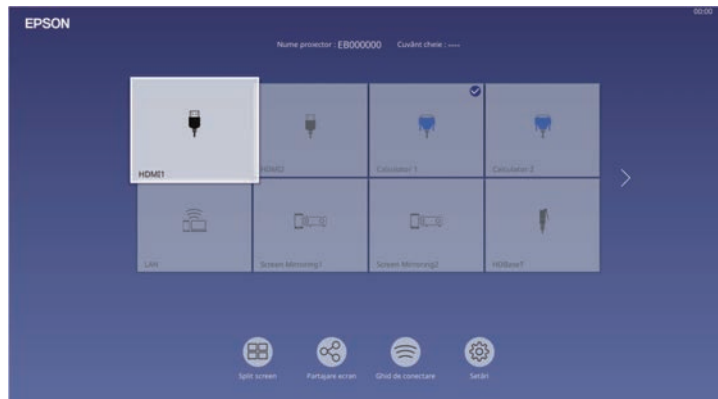 00:00
EPSON
Nume proiector : EB000000 Cuvânt cheie : ----
HDMI1
HDMI2
Calculator 1
Calculator 2
LAN
Screen Mirroring1
Screen Mirroring2
HDBaseT
Split screen
Partajare ecran
Ghid de conectare
Setări